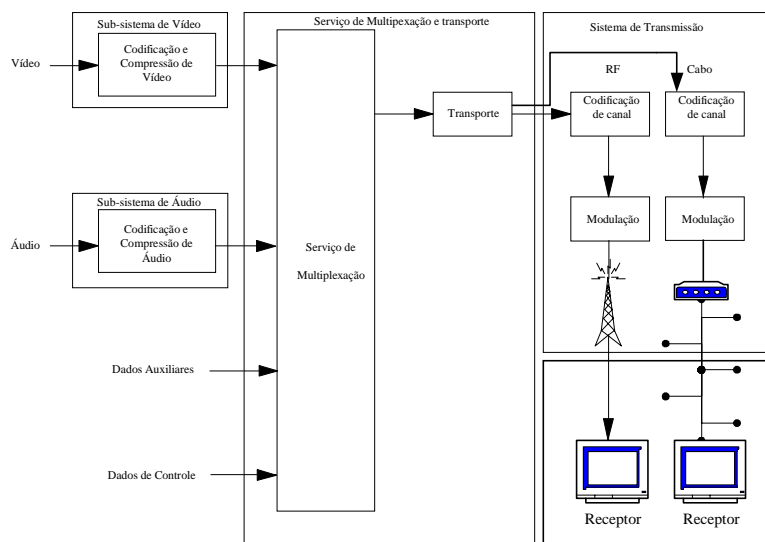 Sub-sistema de Vídeo
Vídeo
Codificação e
Compressão de
Vídeo
Sub-sistema de Áudio
Áudio
Codificação e
Compressão de
Áudio
Dados Auxiliares
Dados de Controle
Serviço de Multipexação e transporte
Serviço de
Multiplexação
Transporte
Sistema de Transmissão
RF
Cabo
Codificação
de canal
Codificação
de canal
Modulação
Modulação
Receptor
Receptor